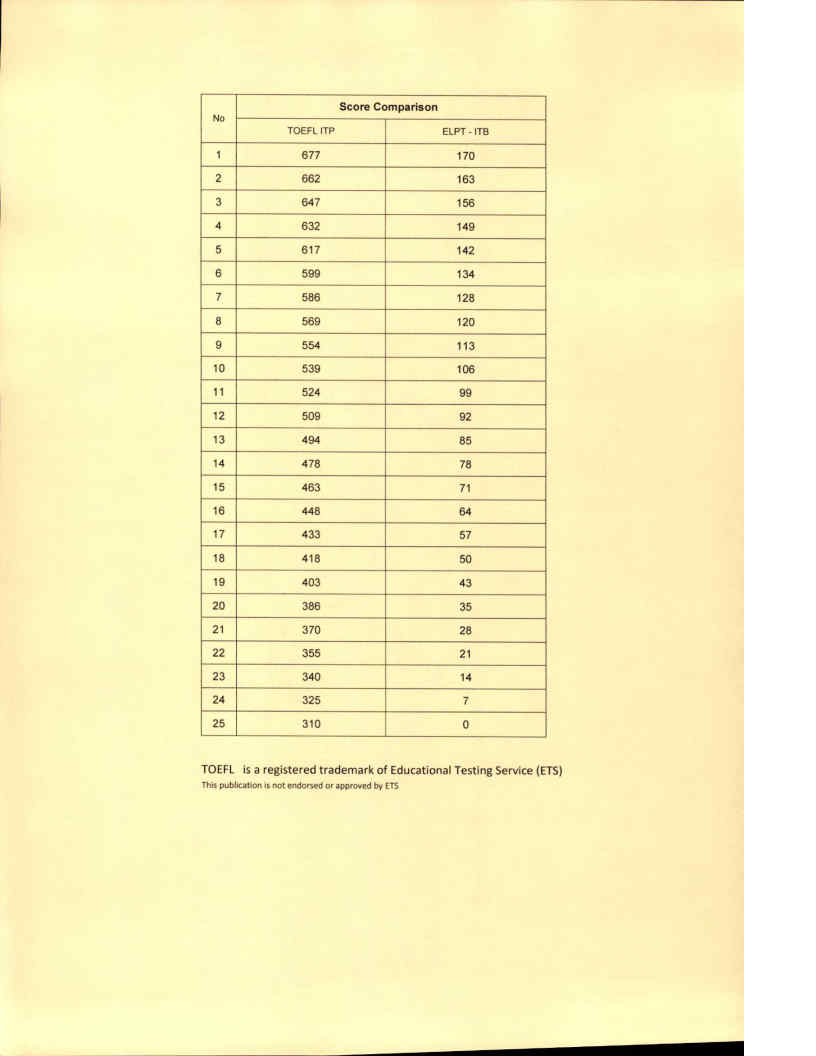 No
Score Comparison
TOEFL ITP ELPT - ITB
1 677 170
2 662 163
3 647 156
4 632 149
5 617 142
6 599 134
7 586 128
8 569 120
9 554 113
10 539 106
11 524 99
12 509 92
13 494 85
14 478 78
15 463 71
16 448 64
17 433 57
18 418 50
19 403 43
20 386 35
21 370 28
22 355 21
23 340 14
24 325 7
25 310 0
TOEFL is a registered trademark of Educational Testing Service (ETS)
This publication is not endorsed or approved by ETS